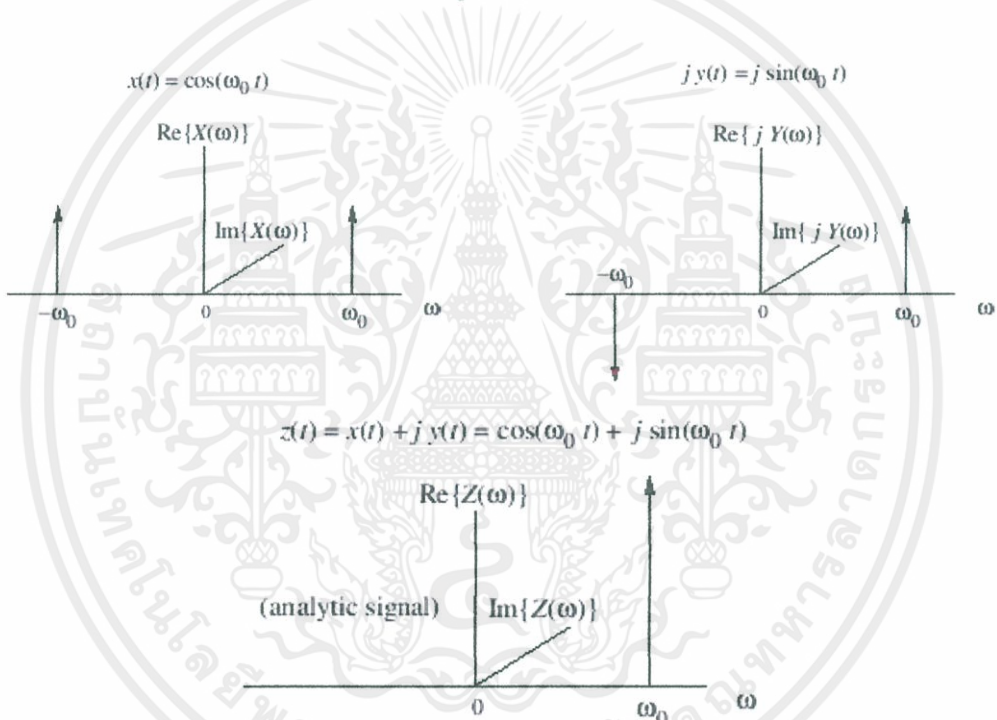 x(t) = cos(ω₀ t)
Re{X(ω)}
Im{X(ω)}
−ω₀
0
ω₀
ω
j y(t) = j sin(ω₀ t)
Re{ j Y(ω)}
Im{ j Y(ω)}
−ω₀
0
ω₀
ω
z(t) = x(t) + j y(t) = cos(ω₀ t) + j sin(ω₀ t)
Re{Z(ω)}
(analytic signal)
Im{Z(ω)}
0
ω₀
ω